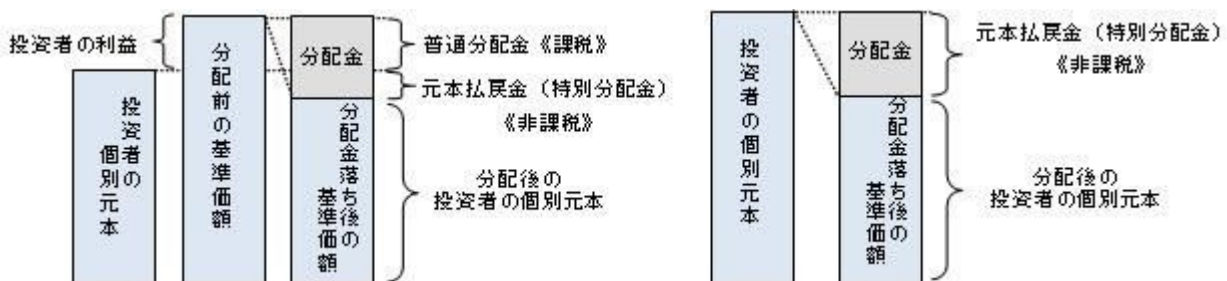 投資者の利益
投資者の
個別元本
分配前の基準価額
分配金
分配金落ち後の
基準価額
普通分配金《課税》
元本払戻金（特別分配金）
《非課税》
分配後の
投資者の個別元本
投資者の個別元本
分配金
分配金落ち後の
基準価額
元本払戻金（特別分配金）
《非課税》
分配後の
投資者の個別元本